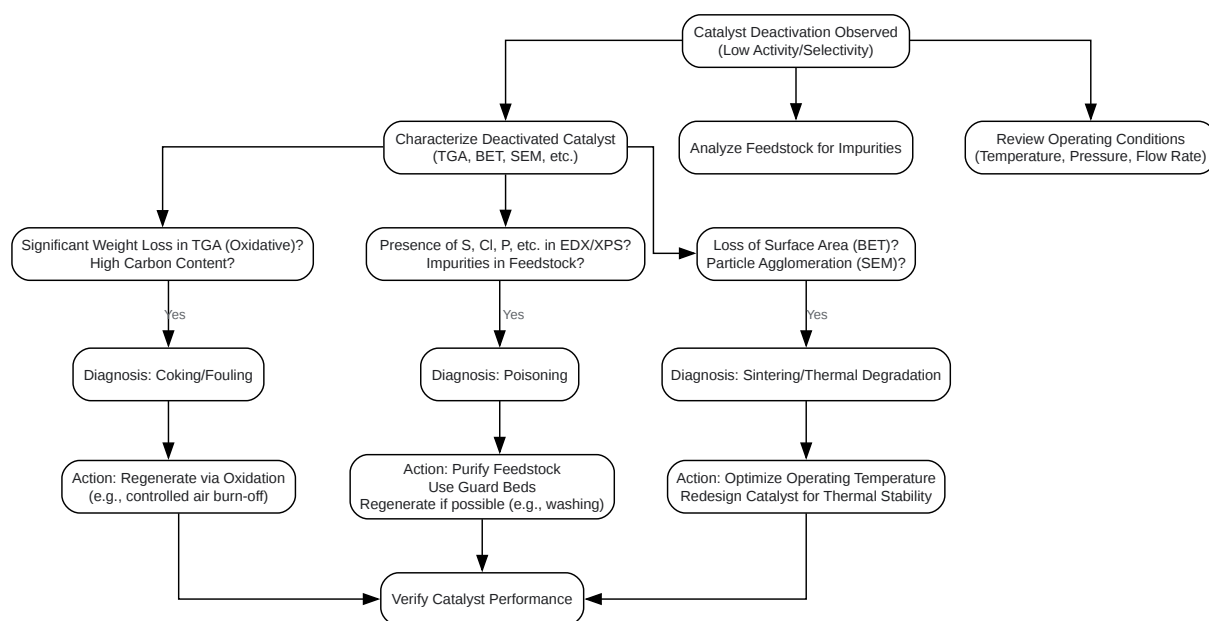 Catalyst Deactivation Observed
(Low Activity/Selectivity)
Characterize Deactivated Catalyst
(TGA, BET, SEM, etc.)
Analyze Feedstock for Impurities
Review Operating Conditions
(Temperature, Pressure, Flow Rate)
Significant Weight Loss in TGA (Oxidative)?
High Carbon Content?
Presence of S, Cl, P, etc. in EDX/XPS?
Impurities in Feedstock?
Loss of Surface Area (BET)?
Particle Agglomeration (SEM)?
Yes
Yes
Yes
Diagnosis: Coking/Fouling
Diagnosis: Poisoning
Diagnosis: Sintering/Thermal Degradation
Action: Regenerate via Oxidation
(e.g., controlled air burn-off)
Action: Purify Feedstock
Use Guard Beds
Regenerate if possible (e.g., washing)
Action: Optimize Operating Temperature
Redesign Catalyst for Thermal Stability
Verify Catalyst Performance